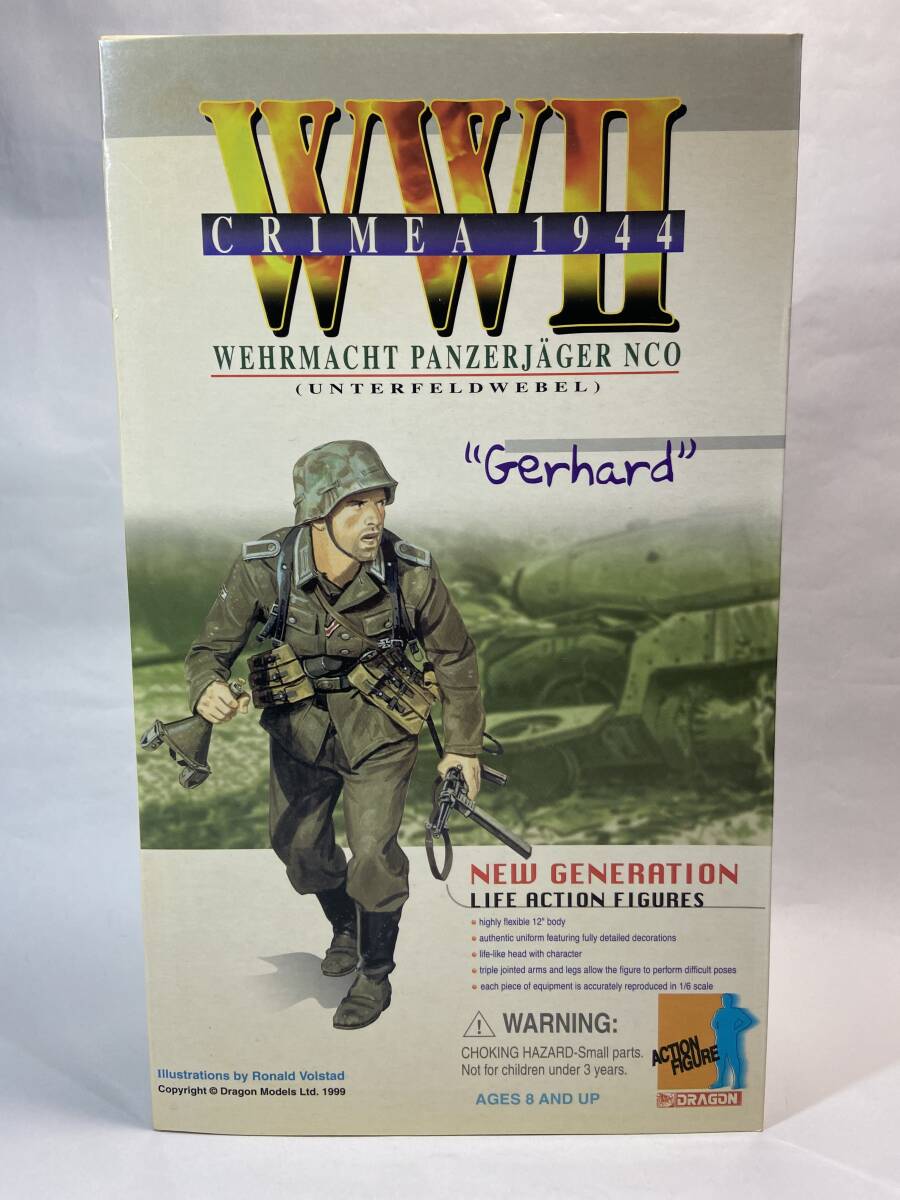 WWII
CRIMEA 1944
WEHRMACHT PANZERJÄGER NCO
(UNTERFELDWEBEL)
"Gerhard"
NEW GENERATION
LIFE ACTION FIGURES
• highly flexible 12" body
• authentic uniform featuring fully detailed decorations
• life-like head with character
• triple jointed arms and legs allow the figure to perform difficult poses
• each piece of equipment is accurately reproduced in 1/6 scale
WARNING:
CHOKING HAZARD-Small parts.
Not for children under 3 years.
AGES 8 AND UP
ACTION
FIGURE
DRAGON
Illustrations by Ronald Volstad
Copyright © Dragon Models Ltd. 1999